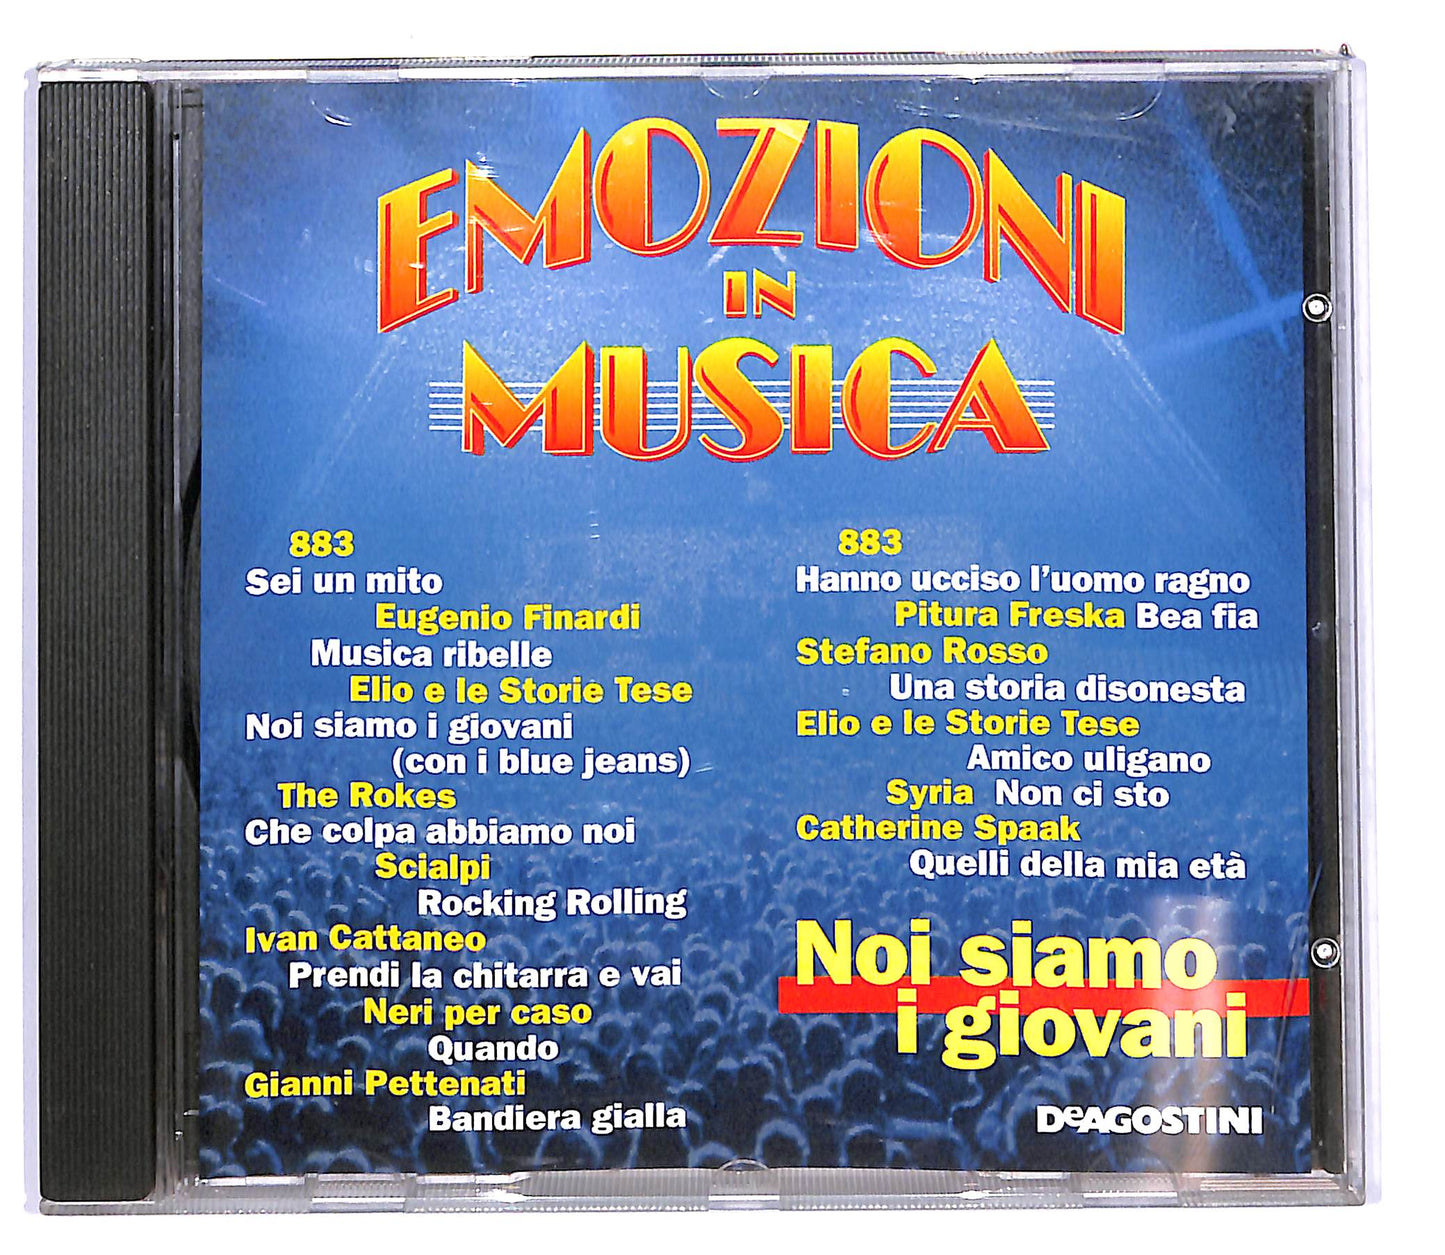 EMOZIONI
IN
MUSICA
883
Sei un mito
Eugenio Finardi
Musica ribelle
Elio e le Storie Tese
Noi siamo i giovani
(con i blue jeans)
The Rokes
Che colpa abbiamo noi
Scialpi
Rocking Rolling
Ivan Cattaneo
Prendi la chitarra e vai
Neri per caso
Quando
Gianni Pettenati
Bandiera gialla
883
Hanno ucciso l'uomo ragno
Pitura Freska Bea fia
Stefano Rosso
Una storia disonesta
Elio e le Storie Tese
Amico uligano
Syria Non ci sto
Catherine Spaak
Quelli della mia età
Noi siamo
i giovani
DeAGOSTINI